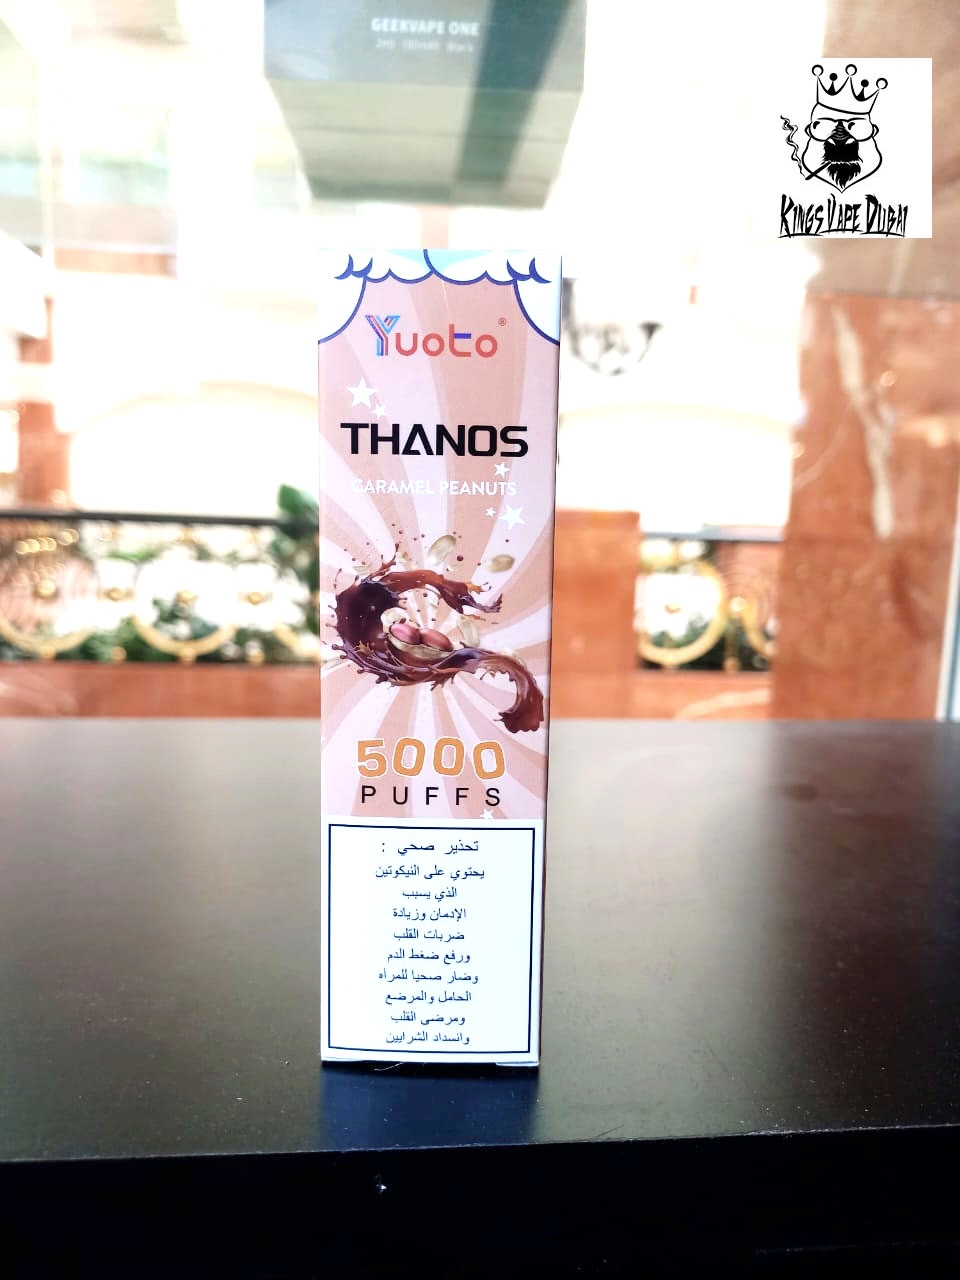 GEEKVAPE ONE
KINGS VAPE DUBAI
Yuoto®
THANOS
CARAMEL PEANUTS
5000
PUFFS
تحذير صحي :
يحتوي على النيكوتين
الذي يسبب
الإدمان وزيادة
ضربات القلب
ورفع ضغط الدم
وضار صحيا للمرأه
الحامل والمرضع
ومرضى القلب
وانسداد الشرايين